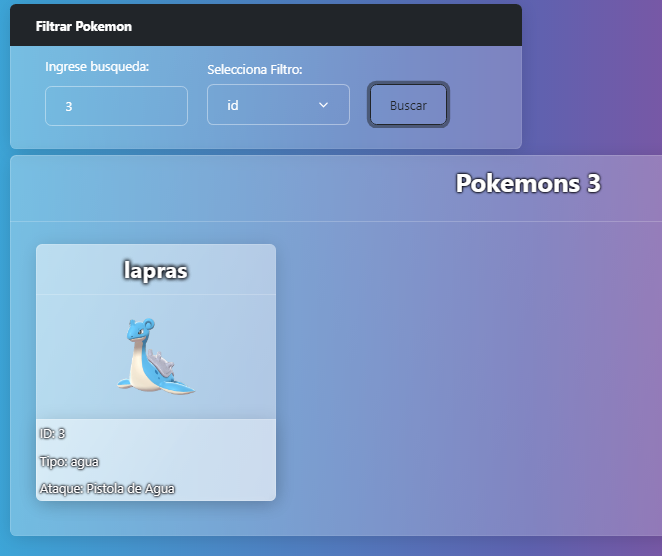 Filtrar Pokemon
Ingrese busqueda:
Selecciona Filtro:
3
id
Buscar
Pokemons 3
lapras
ID: 3
Tipo: agua
Ataque: Pistola de Agua